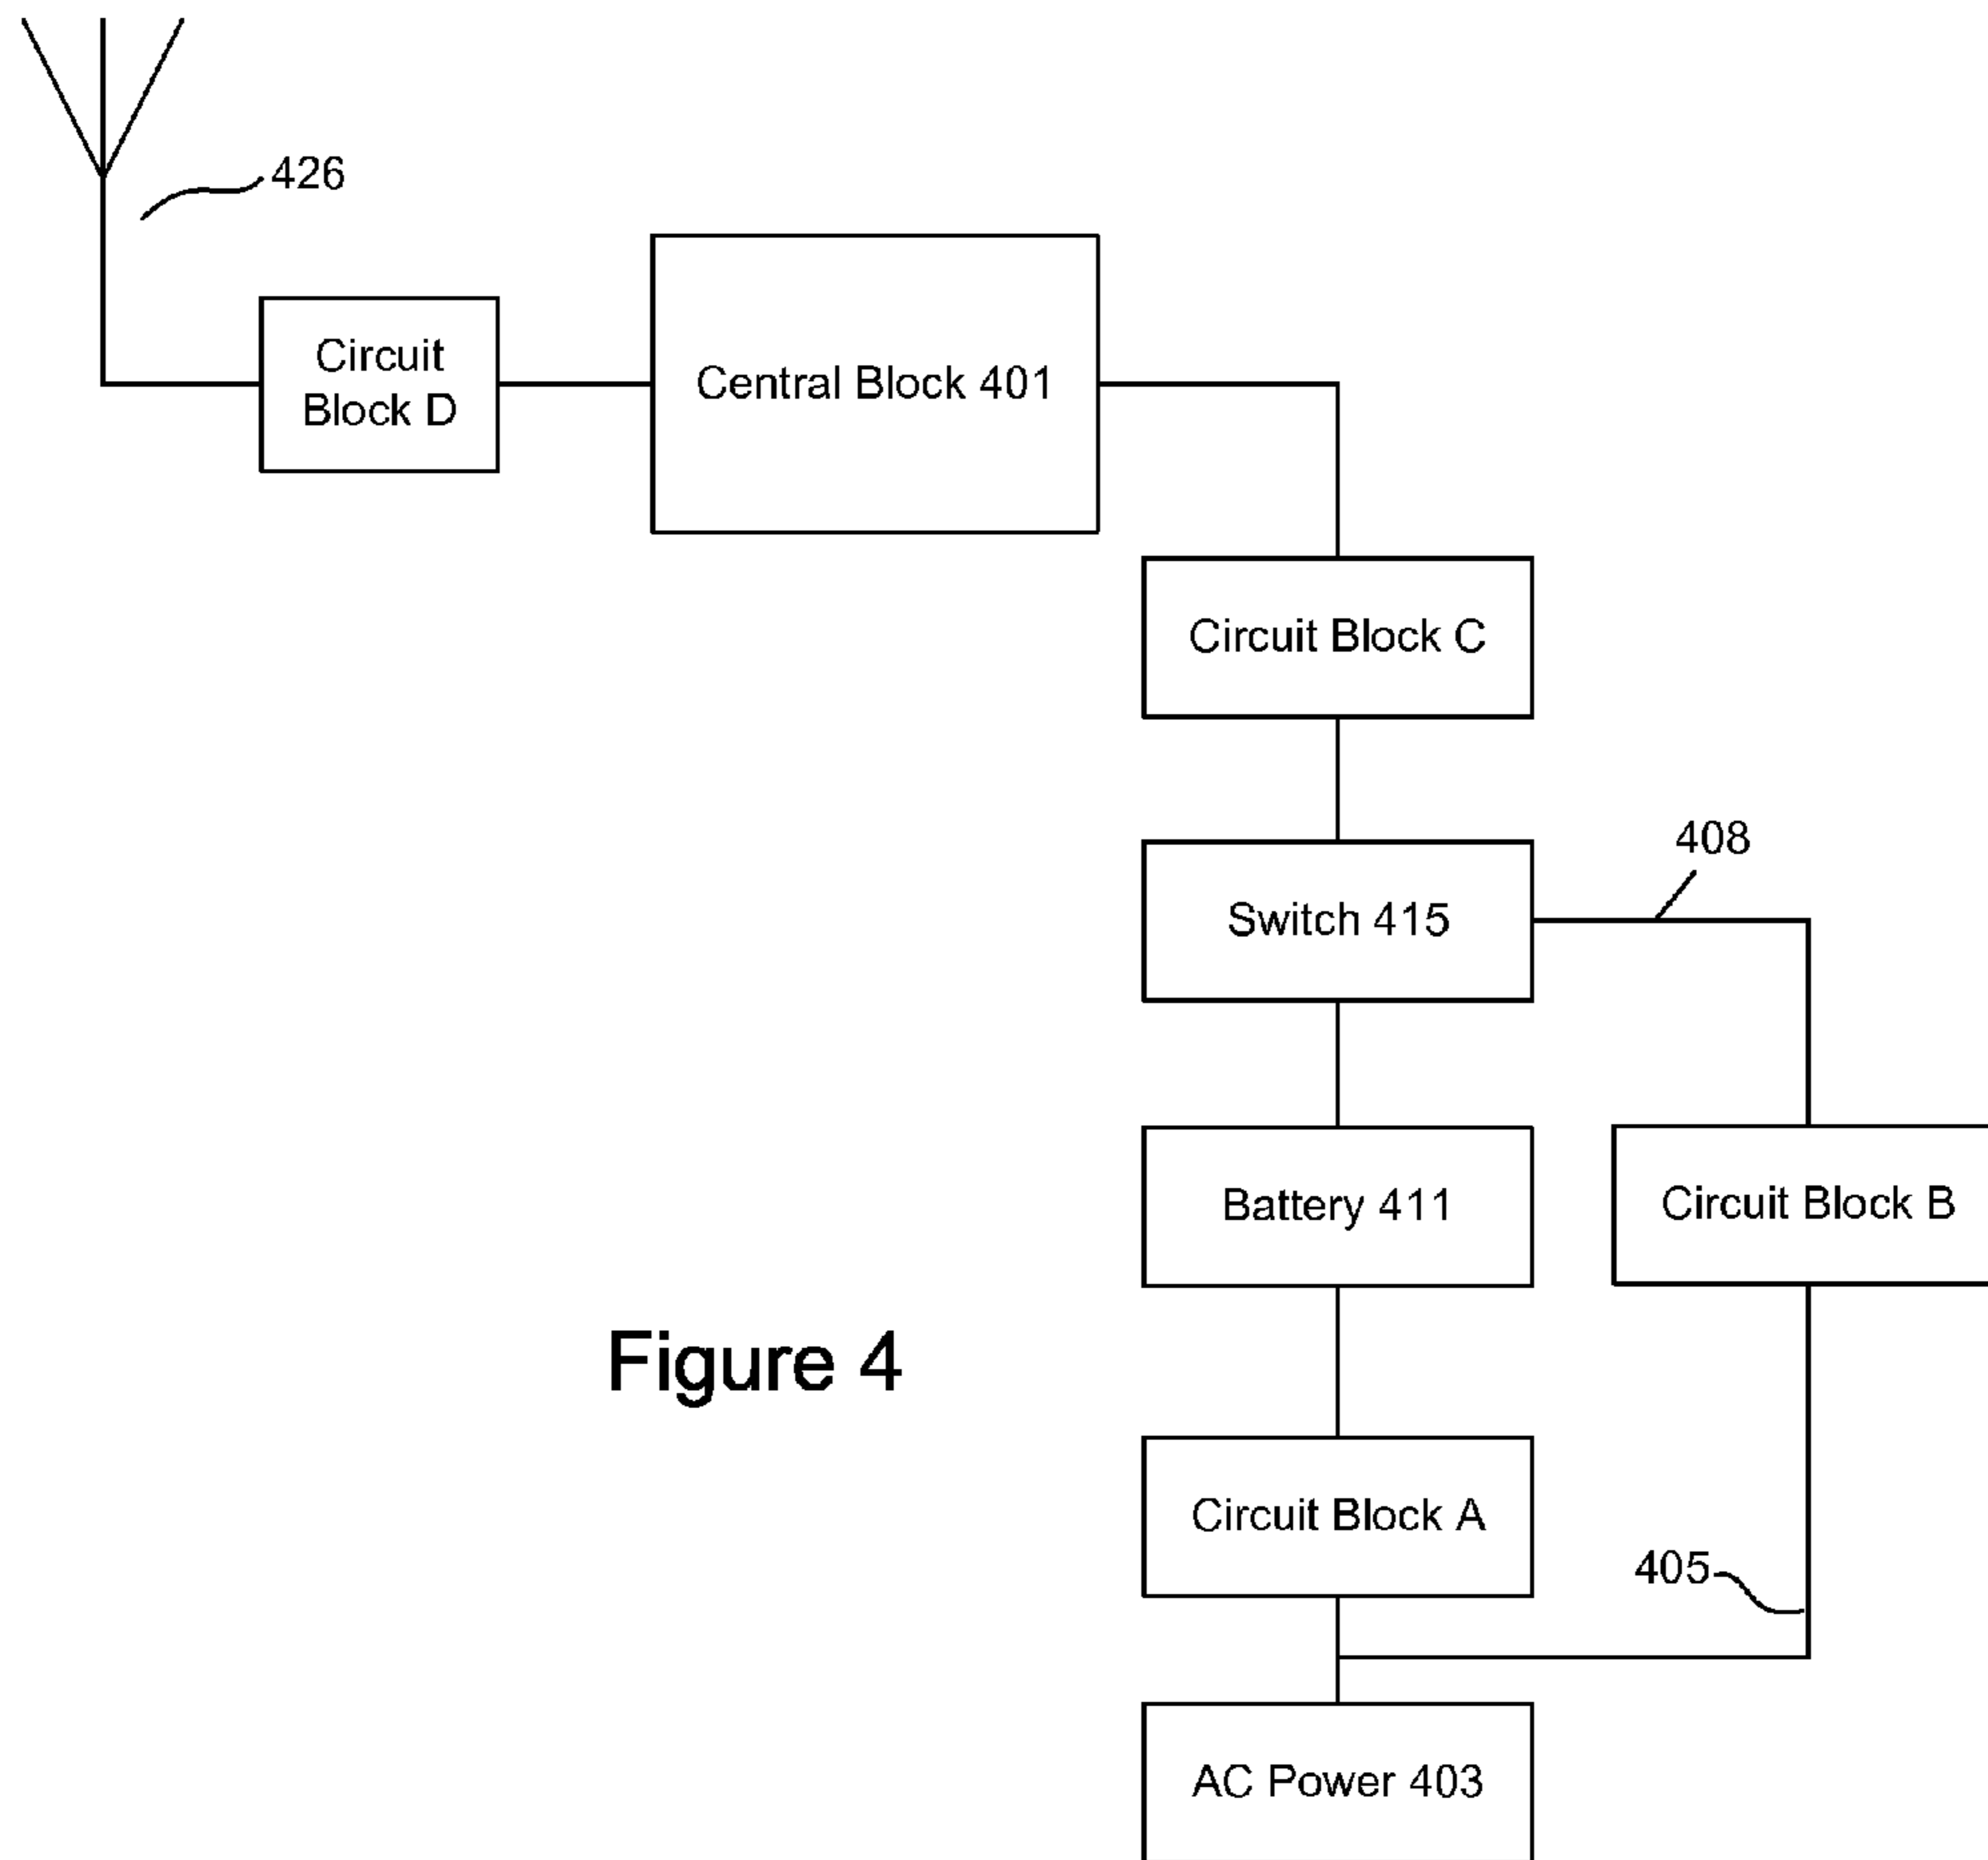 426
Circuit
Block D
Central Block 401
Circuit Block C
408
Switch 415
Battery 411
Circuit Block B
Figure 4
Circuit Block A
405
AC Power 403